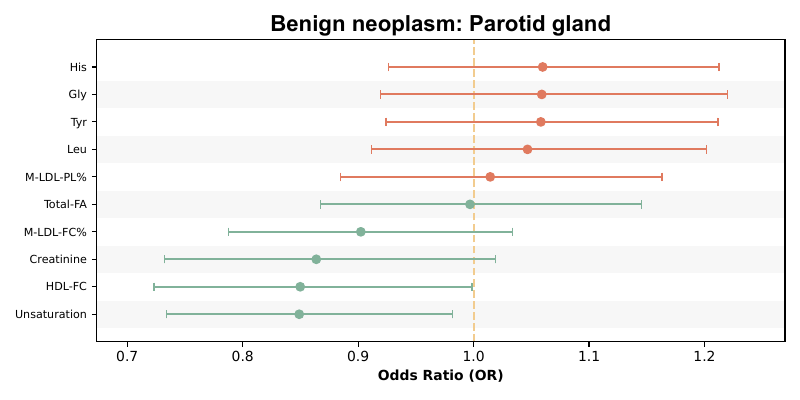 Benign neoplasm: Parotid gland
His
Gly
Tyr
Leu
M-LDL-PL%
Total-FA
M-LDL-FC%
Creatinine
HDL-FC
Unsaturation
0.7 0.8 0.9 1.0 1.1 1.2
Odds Ratio (OR)